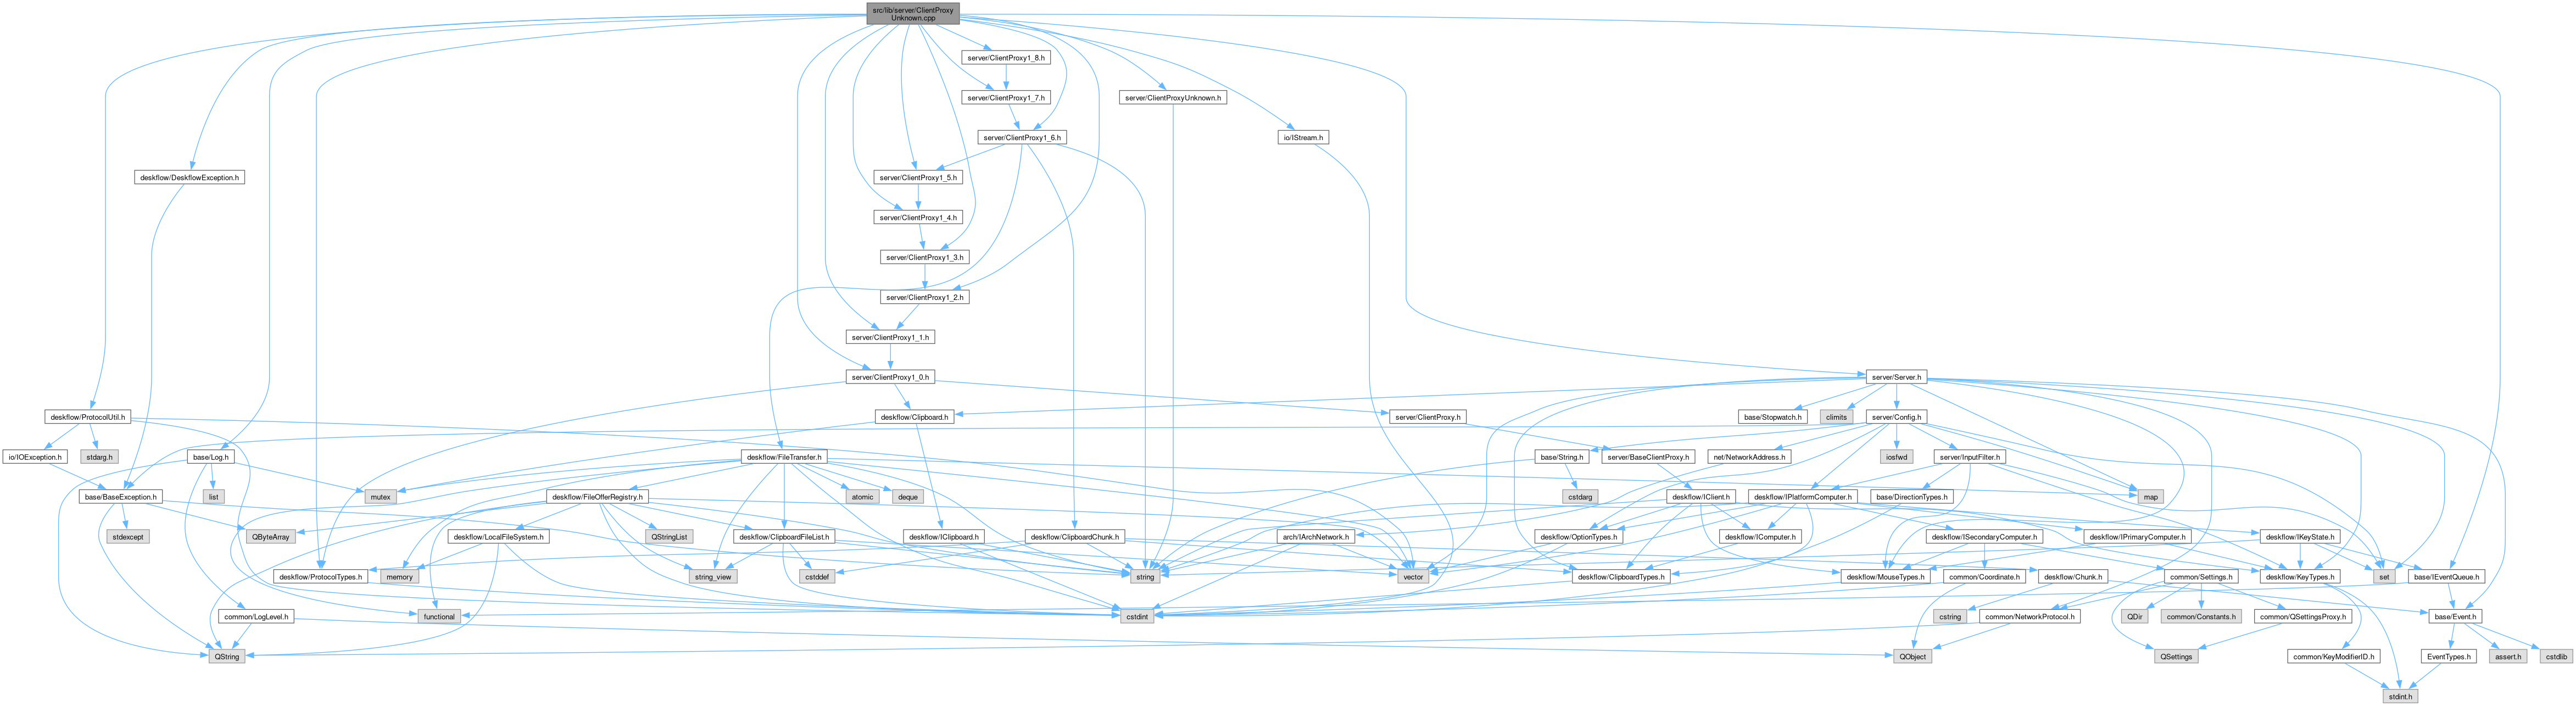 src/lib/server/ClientProxy
Unknown.cpp
server/ClientProxy1_8.h
server/ClientProxy1_7.h
server/ClientProxyUnknown.h
server/ClientProxy1_6.h
io/IStream.h
deskflow/DeskflowException.h
server/ClientProxy1_5.h
server/ClientProxy1_4.h
server/ClientProxy1_3.h
server/ClientProxy1_2.h
server/ClientProxy1_1.h
server/ClientProxy1_0.h
server/Server.h
deskflow/ProtocolUtil.h
deskflow/Clipboard.h
server/ClientProxy.h
base/Stopwatch.h
climits
server/Config.h
io/IOException.h
stdarg.h
base/Log.h
deskflow/FileTransfer.h
base/String.h
server/BaseClientProxy.h
net/NetworkAddress.h
iosfwd
server/InputFilter.h
base/BaseException.h
list
mutex
deskflow/FileOfferRegistry.h
atomic
deque
cstdarg
deskflow/IClient.h
deskflow/IPlatformComputer.h
base/DirectionTypes.h
map
stdexcept
QByteArray
deskflow/LocalFileSystem.h
QStringList
deskflow/ClipboardFileList.h
deskflow/IClipboard.h
deskflow/ClipboardChunk.h
arch/IArchNetwork.h
deskflow/OptionTypes.h
deskflow/IComputer.h
deskflow/ISecondaryComputer.h
deskflow/IPrimaryComputer.h
deskflow/IKeyState.h
deskflow/ProtocolTypes.h
memory
string_view
cstddef
string
vector
deskflow/ClipboardTypes.h
deskflow/MouseTypes.h
common/Coordinate.h
deskflow/Chunk.h
common/Settings.h
deskflow/KeyTypes.h
set
base/IEventQueue.h
common/LogLevel.h
functional
cstdint
cstring
common/NetworkProtocol.h
QDir
common/Constants.h
common/QSettingsProxy.h
base/Event.h
QString
QObject
QSettings
common/KeyModifierID.h
EventTypes.h
assert.h
cstdlib
stdint.h